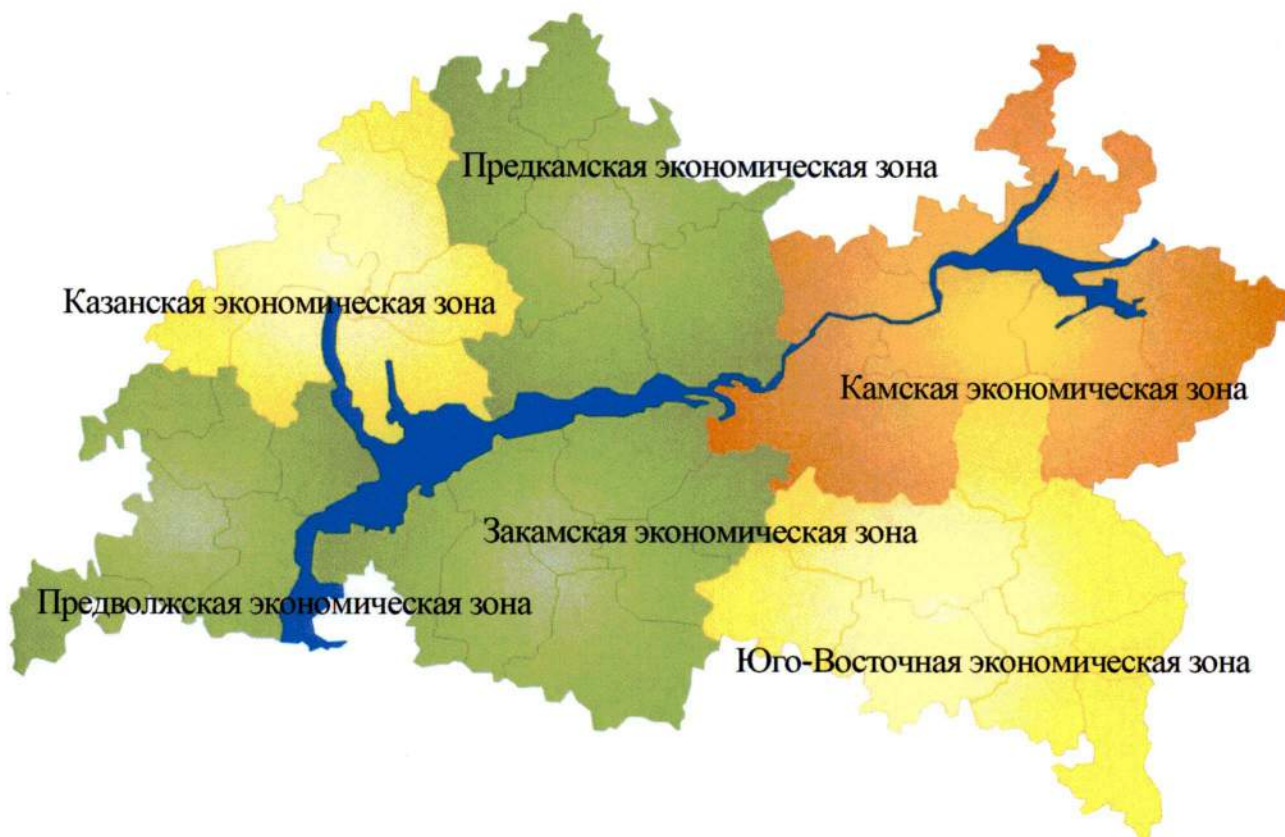 Предкамская экономическая зона
Казанская экономическая зона
Камская экономическая зона
Закамская экономическая зона
Предволжская экономическая зона
Юго-Восточная экономическая зона